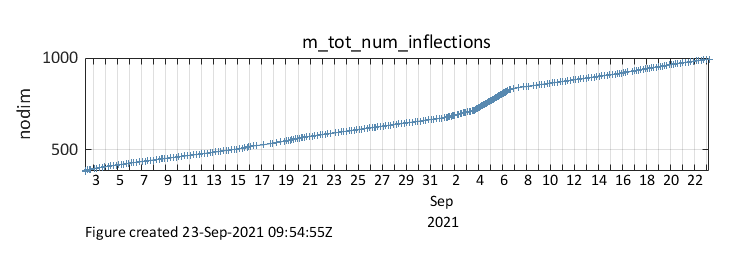 m_tot_num_inflections
1000
500
nodim
3 5 7 9 11 13 15 17 19 21 23 25 27 29 31 2 4 6 8 10 12 14 16 18 20 22
Sep
2021
Figure created 23-Sep-2021 09:54:55Z